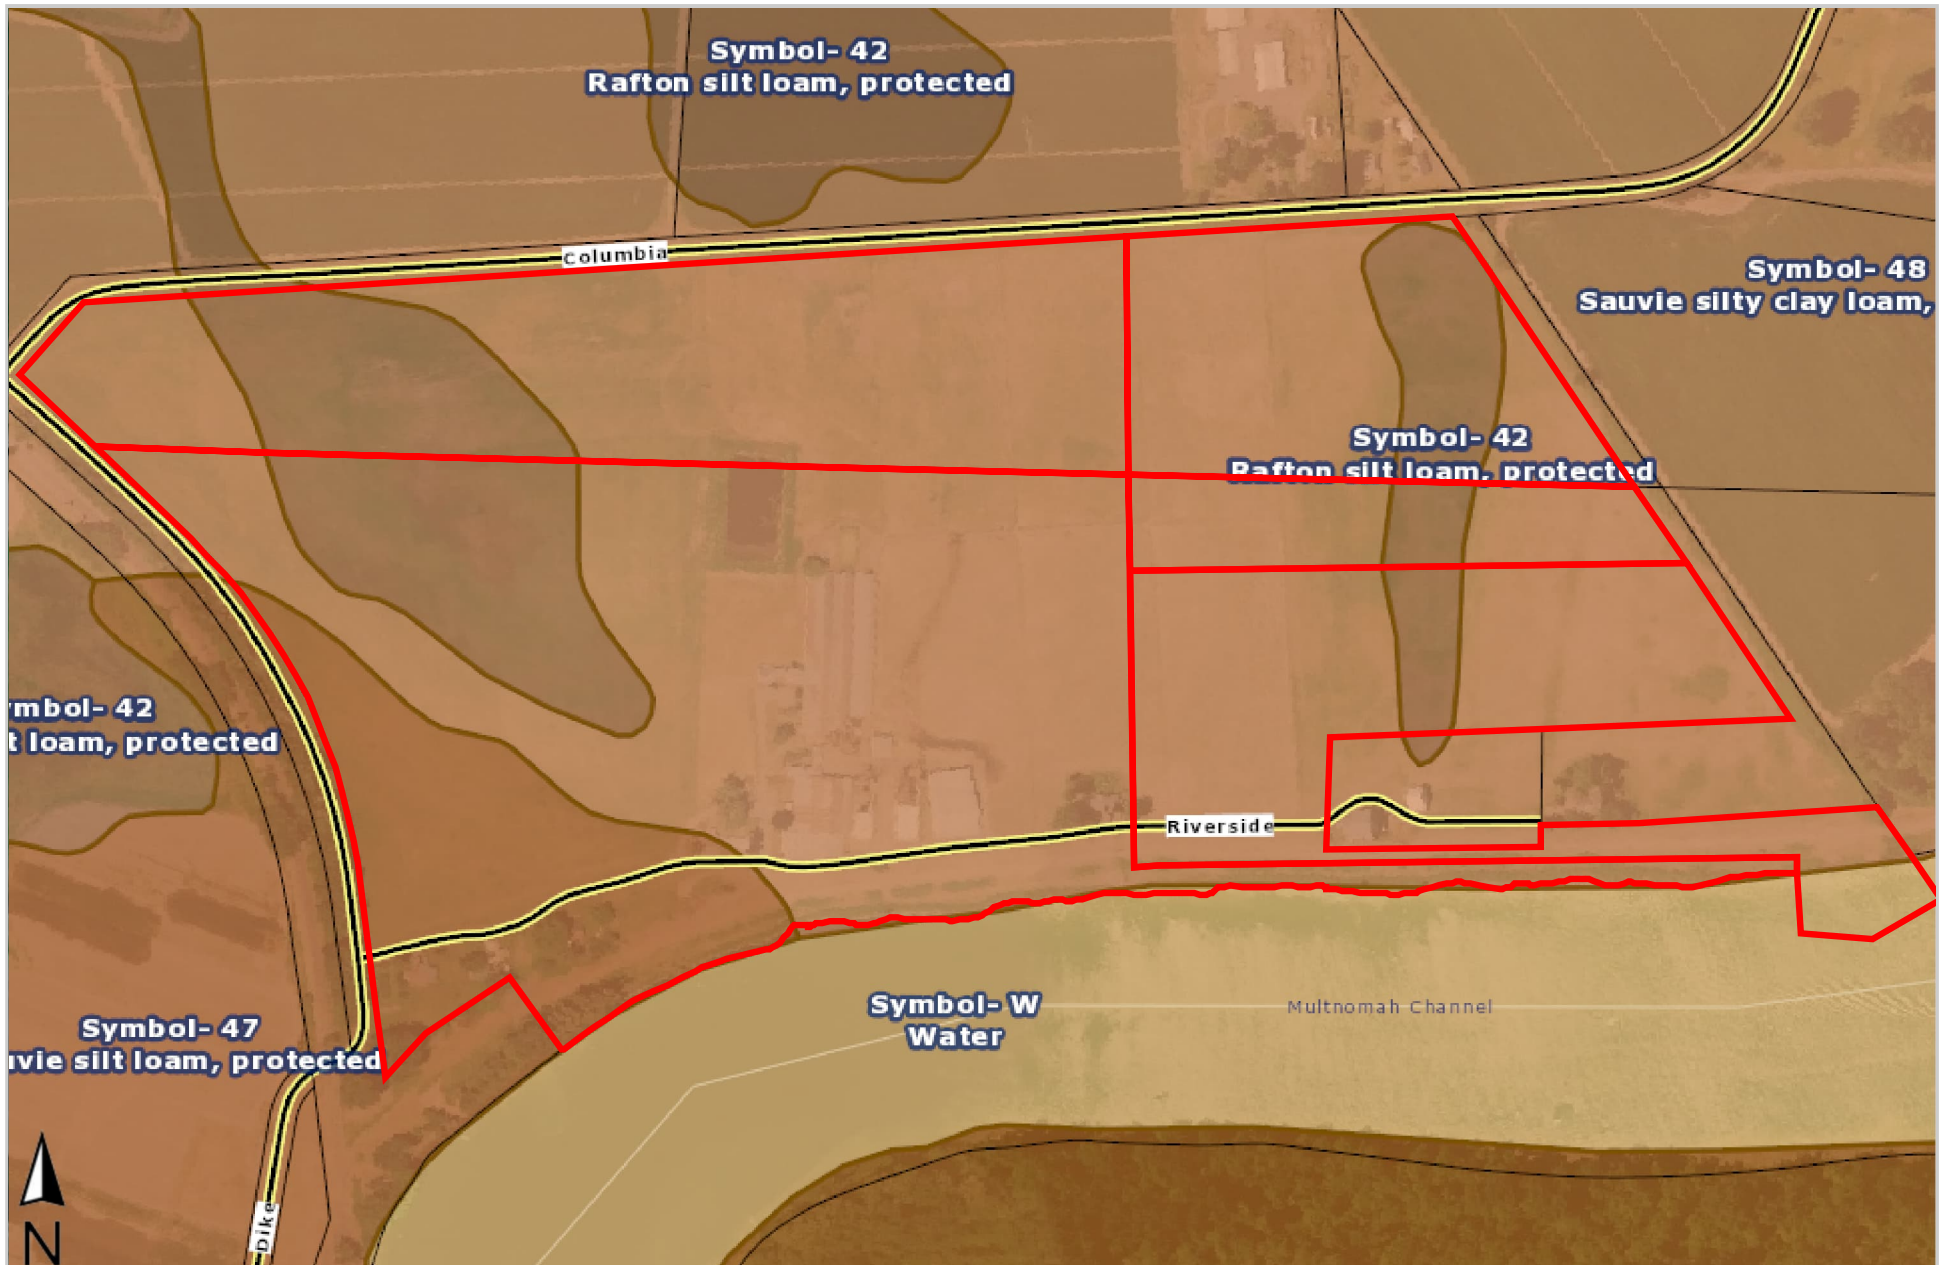 Symbol- 42
Rafton silt loam, protected
Columbia
Symbol- 48
Sauvie silty clay loam,
Symbol- 42
Rafton silt loam, protected
mbol- 42
t loam, protected
Riverside
Symbol- W
Water
Multnomah Channel
Symbol- 47
uvie silt loam, protected
Dike
N